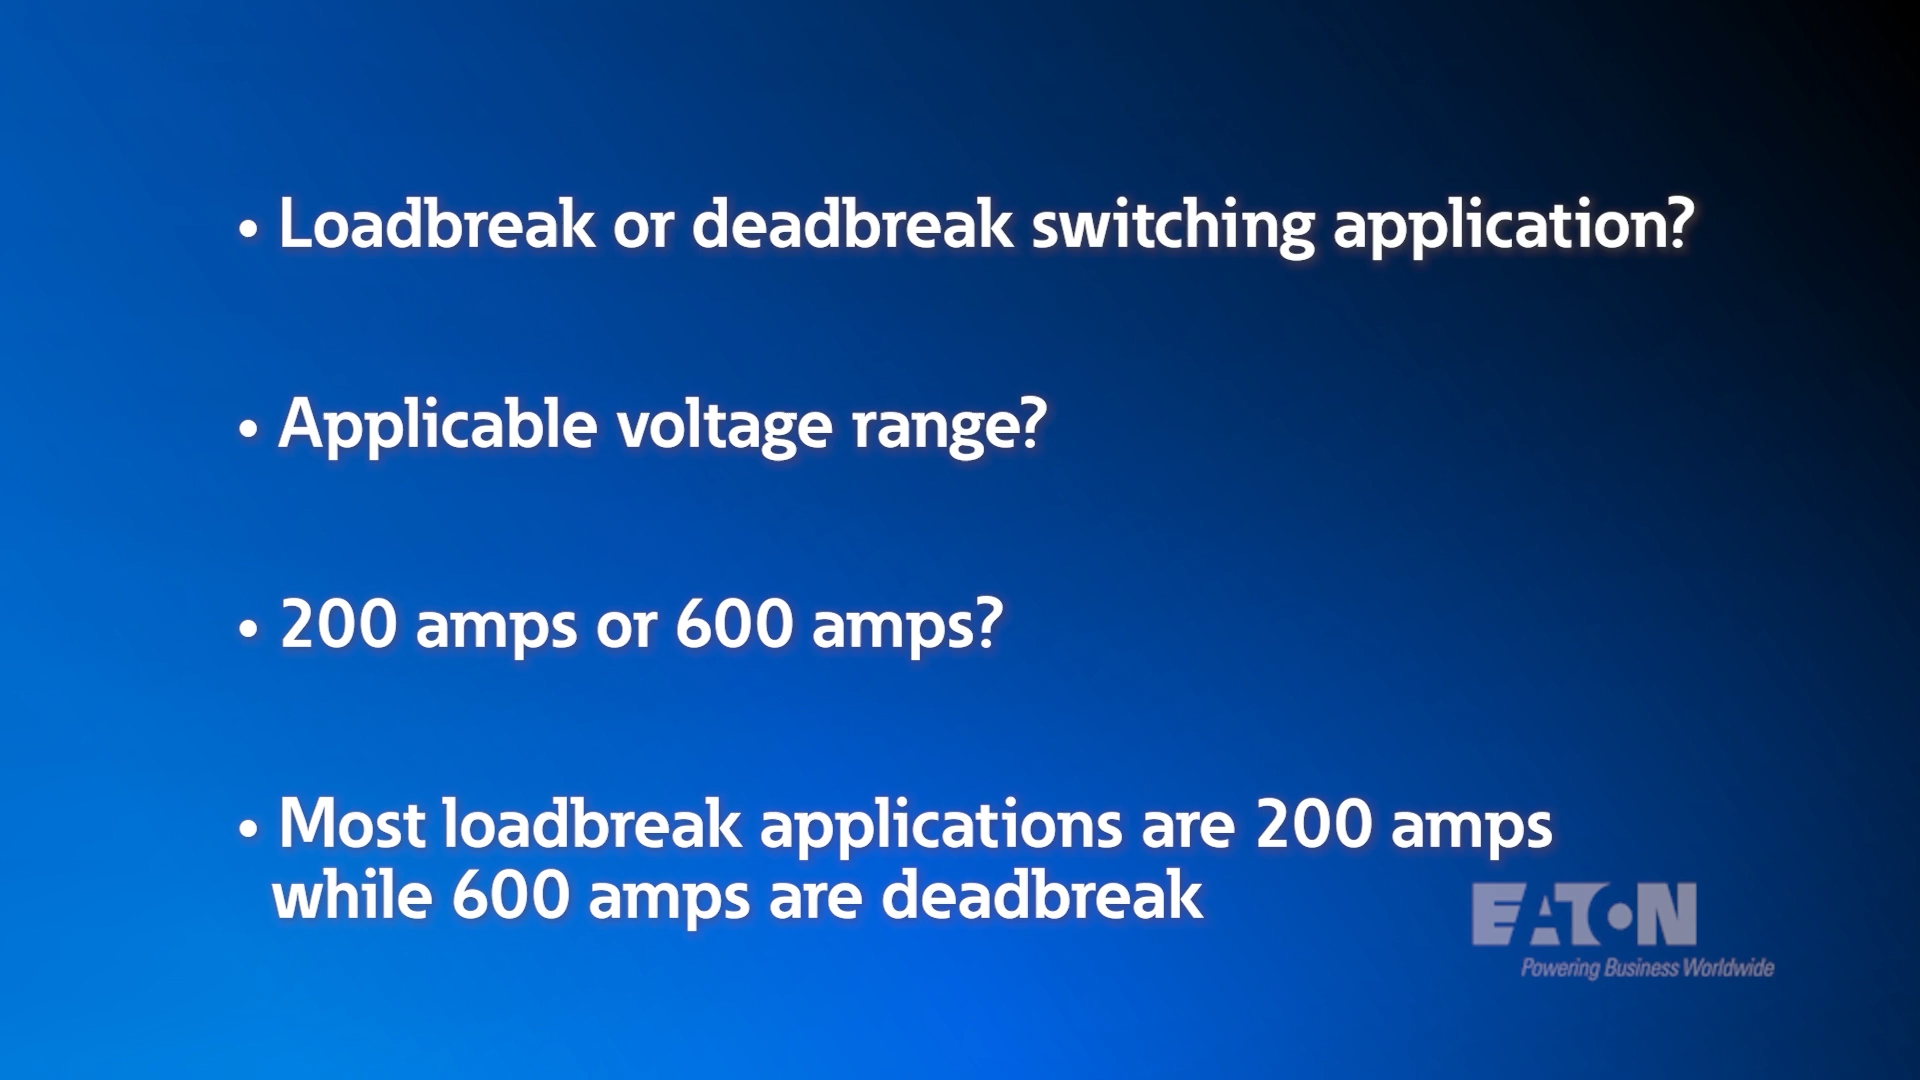 • Loadbreak or deadbreak switching application?
• Applicable voltage range?
• 200 amps or 600 amps?
• Most loadbreak applications are 200 amps
while 600 amps are deadbreak
EATON
Powering Business Worldwide